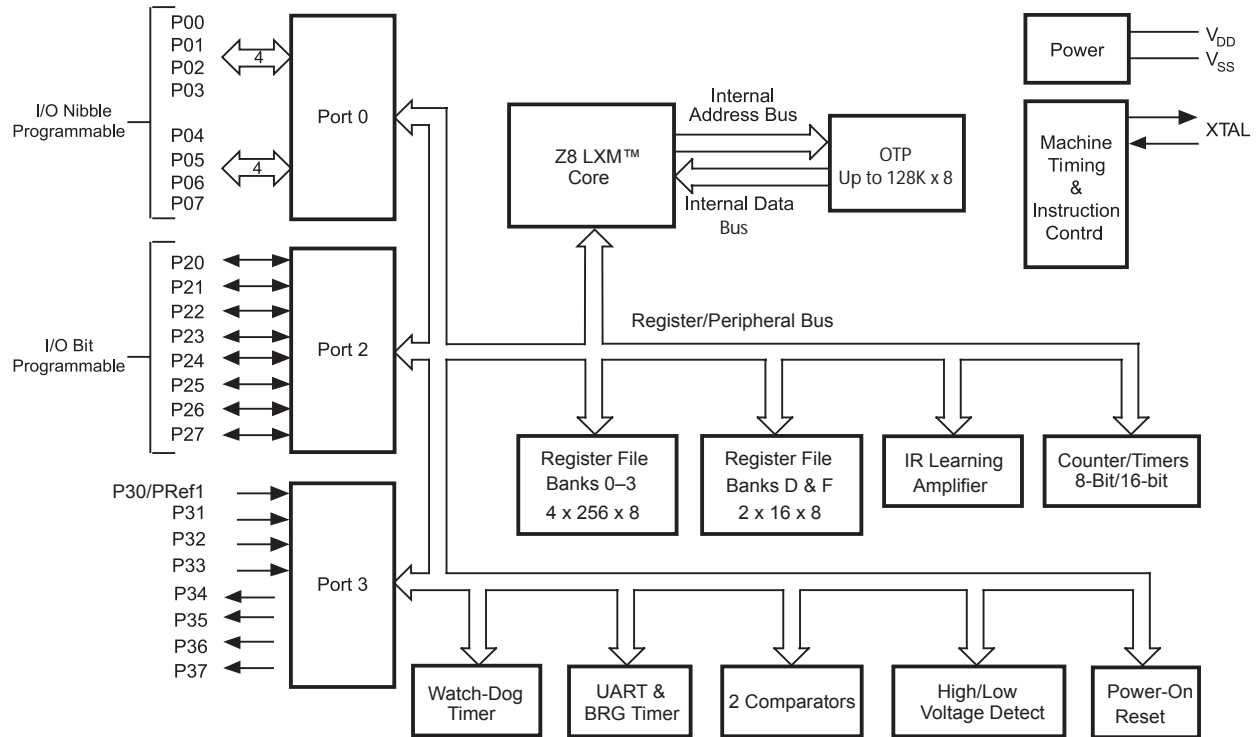 P00
P01
P02
P03
4
I/O Nibble
Programmable
P04
P05
P06
P07
4
Port 0
P20
P21
P22
P23
P24
P25
P26
P27
I/O Bit
Programmable
Port 2
P30/PRef1
P31
P32
P33
P34
P35
P36
P37
Port 3
Z8 LXM™
Core
Internal
Address Bus
Internal Data
Bus
OTP
Up to 128K x 8
Power
VDD
VSS
Machine
Timing
&
Instruction
Contrd
XTAL
Register/Peripheral Bus
Register File
Banks 0–3
4 x 256 x 8
Register File
Banks D & F
2 x 16 x 8
IR Learning
Amplifier
Counter/Timers
8-Bit/16-bit
Watch-Dog
Timer
UART &
BRG Timer
2 Comparators
High/Low
Voltage Detect
Power-On
Reset